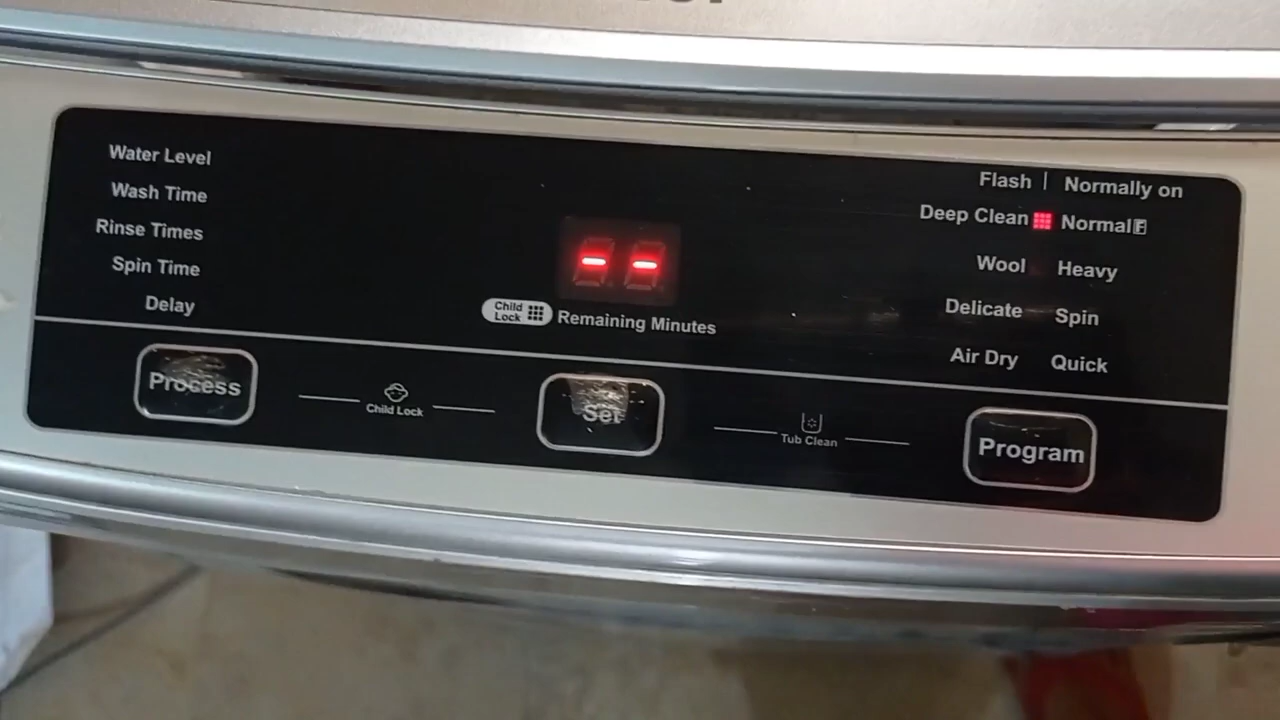 Water Level
Wash Time
Rinse Times
Spin Time
Delay
--
Child Lock
Remaining Minutes
Flash | Normally on
Deep Clean Normal F
Wool Heavy
Delicate Spin
Air Dry Quick
Process
Child Lock
Set
Tub Clean
Program